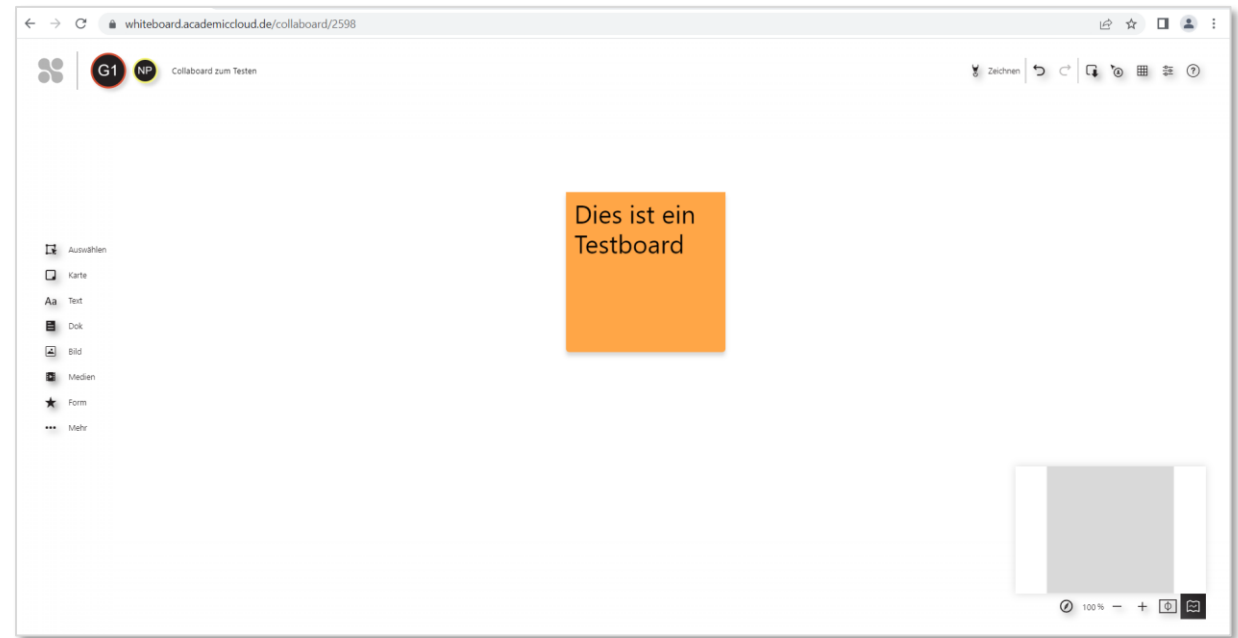 whiteboard.academiccloud.de/collaboard/2598
G1 NP Collaboard zum Testen
Zeichnen
Dies ist ein
Testboard
Auswählen
Karte
Aa Text
Dok
Bild
Medien
Form
Mehr
100 %